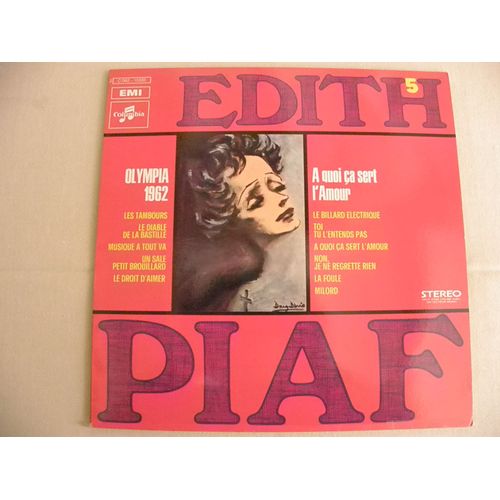 EMI
Columbia
EDITH
5
OLYMPIA
1962
LES TAMBOURS
LE DIABLE
DE LA BASTILLE
MUSIQUE A TOUT VA
UN SALE
PETIT BROUILLARD
LE DROIT D'AIMER
A quoi ça sert
l'Amour
LE BILLARD ELECTRIQUE
TOI,
TU L'ENTENDS PAS
A QUOI ÇA SERT L'AMOUR
NON,
JE NE REGRETTE RIEN
LA FOULE
MILORD
STEREO
PIAF